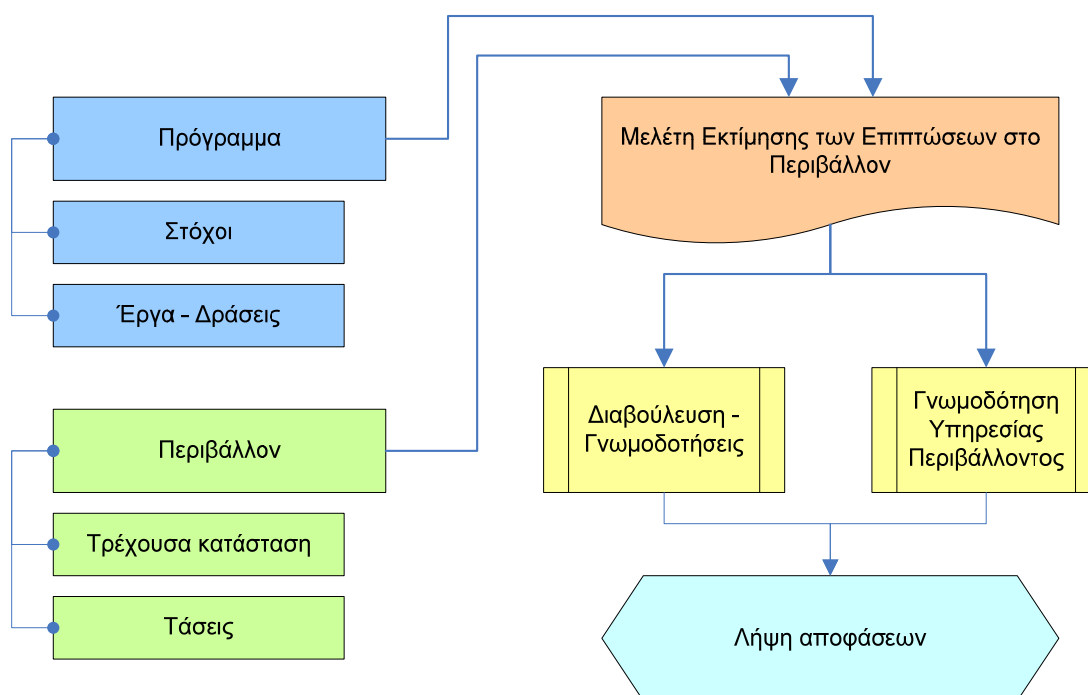 Πρόγραμμα
Στόχοι
Έργα - Δράσεις
Περιβάλλον
Τρέχουσα κατάσταση
Τάσεις
Μελέτη Εκτίμησης των Επιπτώσεων στο
Περιβάλλον
Διαβούλευση -
Γνωμοδοτήσεις
Γνωμοδότηση
Υπηρεσίας
Περιβάλλοντος
Λήψη αποφάσεων